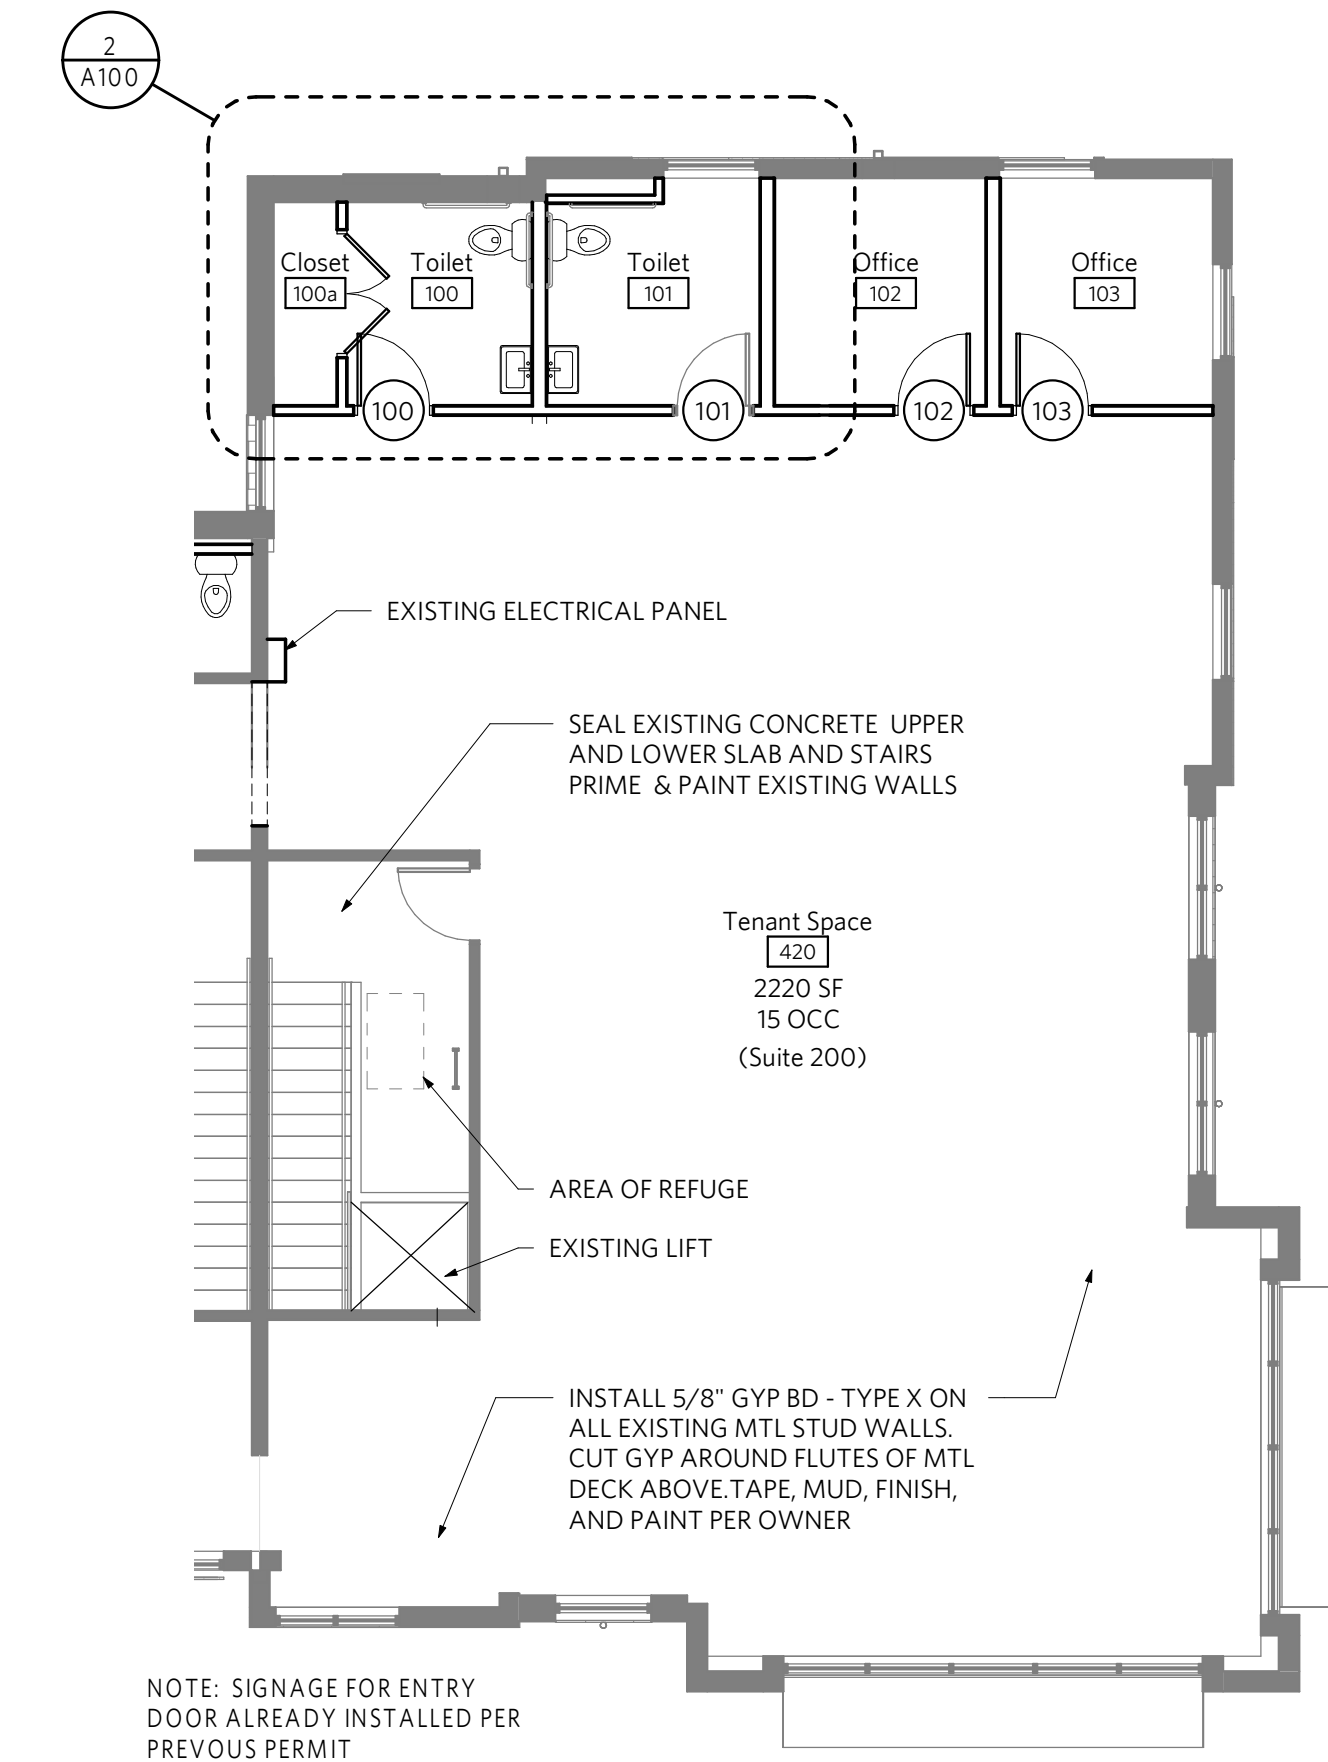 2
A100
Closet
100a
Toilet
100
Toilet
101
Office
102
Office
103
100
101
102
103
EXISTING ELECTRICAL PANEL
SEAL EXISTING CONCRETE UPPER
AND LOWER SLAB AND STAIRS
PRIME & PAINT EXISTING WALLS
Tenant Space
420
2220 SF
15 OCC
(Suite 200)
AREA OF REFUGE
EXISTING LIFT
INSTALL 5/8" GYP BD - TYPE X ON
ALL EXISTING MTL STUD WALLS.
CUT GYP AROUND FLUTES OF MTL
DECK ABOVE.TAPE, MUD, FINISH,
AND PAINT PER OWNER
NOTE: SIGNAGE FOR ENTRY
DOOR ALREADY INSTALLED PER
PREVOUS PERMIT